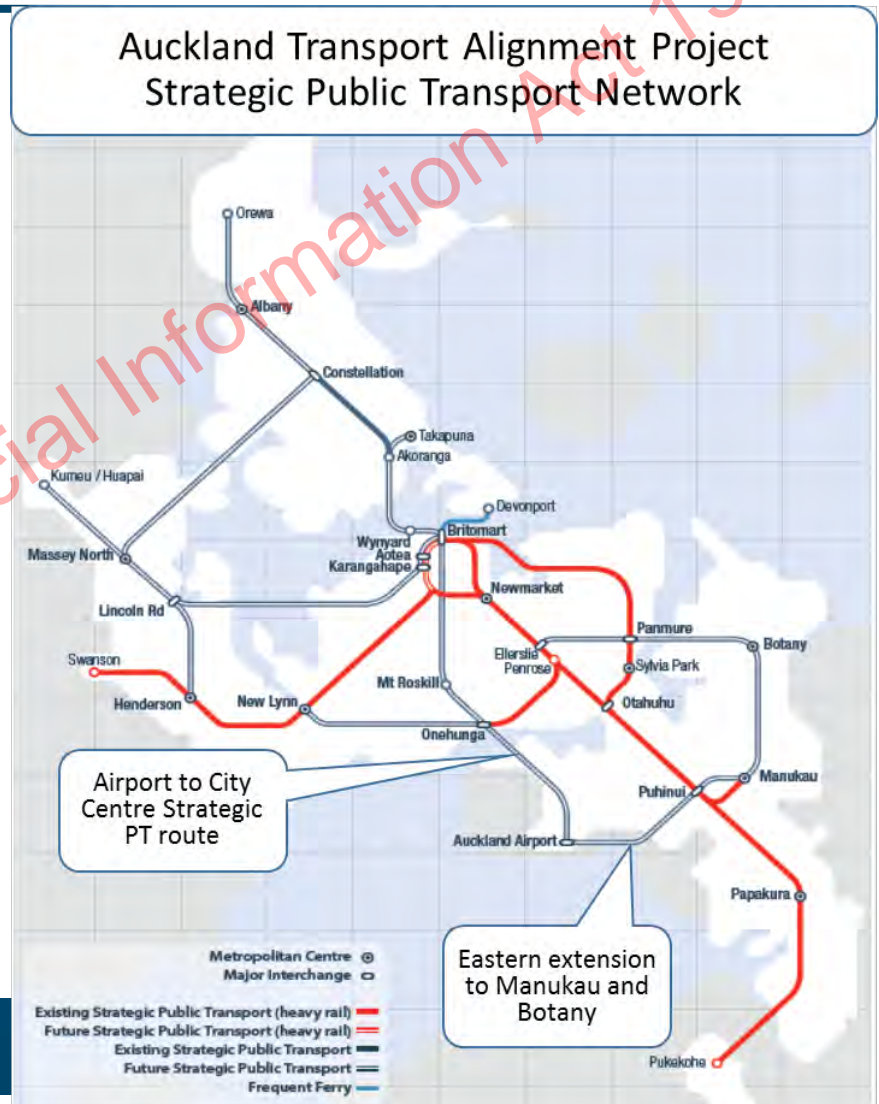 Auckland Transport Alignment Project
Strategic Public Transport Network
cial Information Act 1
Orewa
Albany
Constellation
Takapuna
Akoranga
Kumeu / Huapai
Devonport
Britomart
Wynyard
Aotea
Karangahape
Massey North
Newmarket
Lincoln Rd
Panmure
Botany
Ellerslie
Penrose
Sylvia Park
Swanson
Mt Roskill
Henderson
New Lynn
Otahuhu
Onehunga
Airport to City
Centre Strategic
PT route
Manukau
Puhinui
Auckland Airport
Papakura
Eastern extension
to Manukau and
Botany
Metropolitan Centre
Major Interchange
Existing Strategic Public Transport (heavy rail)
Future Strategic Public Transport (heavy rail)
Existing Strategic Public Transport
Future Strategic Public Transport
Frequent Ferry
Pukekohe